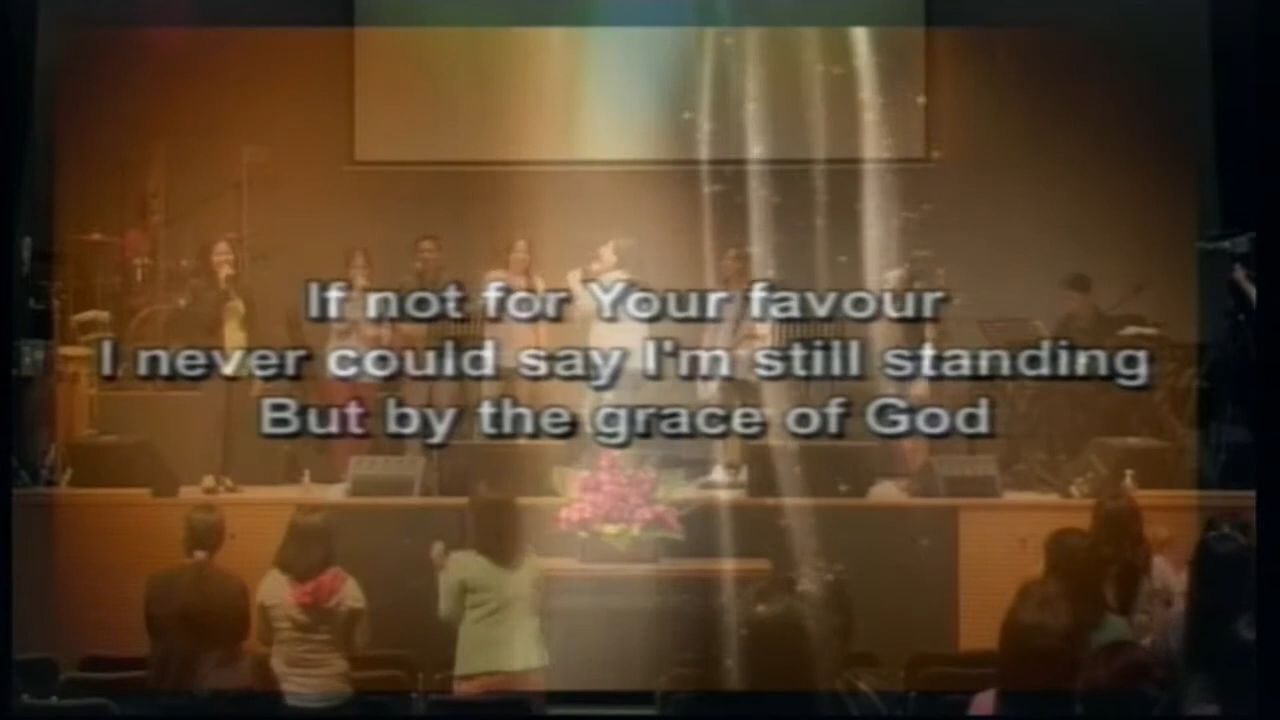 If not for Your favour
I never could say I'm still standing
But by the grace of God